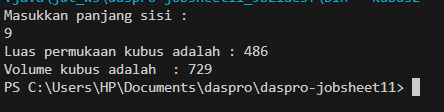 Masukkan panjang sisi :
9
Luas permukaan kubus adalah : 486
Volume kubus adalah  : 729
PS C:\Users\HP\Documents\daspro\daspro-jobsheet11>